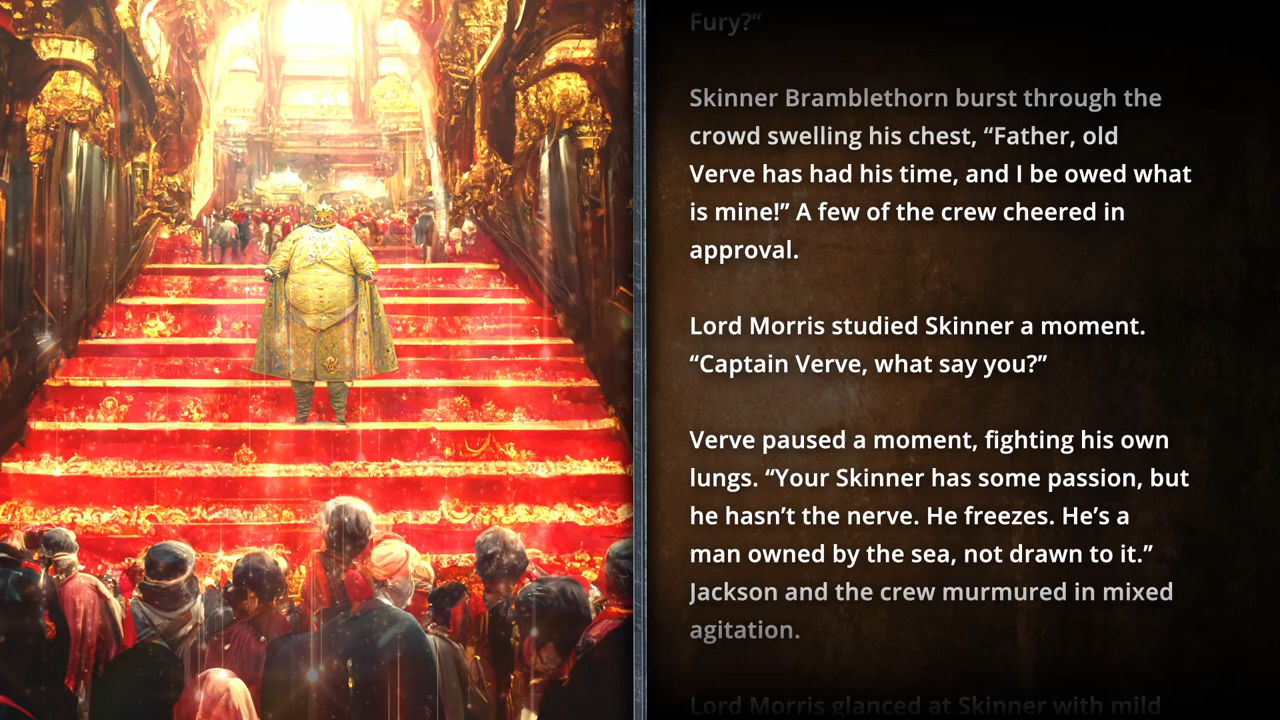 Fury?”
Skinner Bramblethorn burst through the
crowd swelling his chest, “Father, old
Verve has had his time, and I be owed what
is mine!” A few of the crew cheered in
approval.
Lord Morris studied Skinner a moment.
“Captain Verve, what say you?”
Verve paused a moment, fighting his own
lungs. “Your Skinner has some passion, but
he hasn’t the nerve. He freezes. He’s a
man owned by the sea, not drawn to it.”
Jackson and the crew murmured in mixed
agitation.
Lord Morris glanced at Skinner with mild